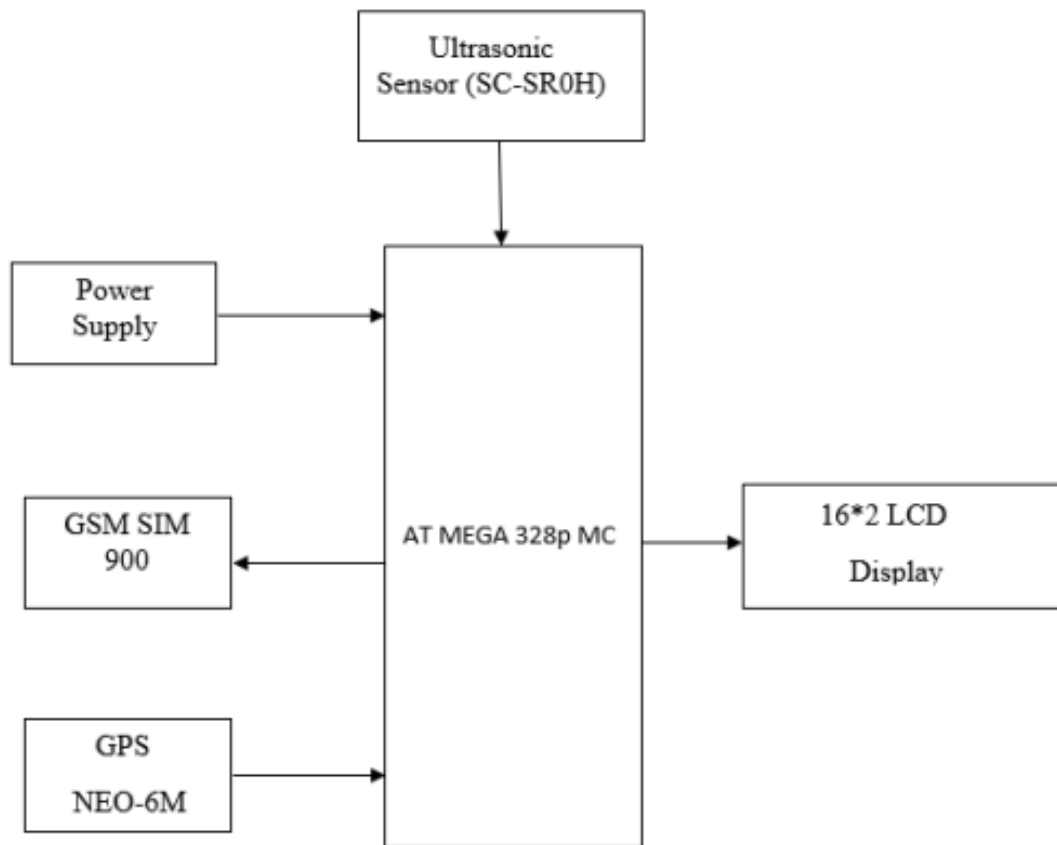 Ultrasonic
Sensor (SC-SR0H)
Power
Supply
GSM SIM
900
AT MEGA 328p MC
16*2 LCD
Display
GPS
NEO-6M